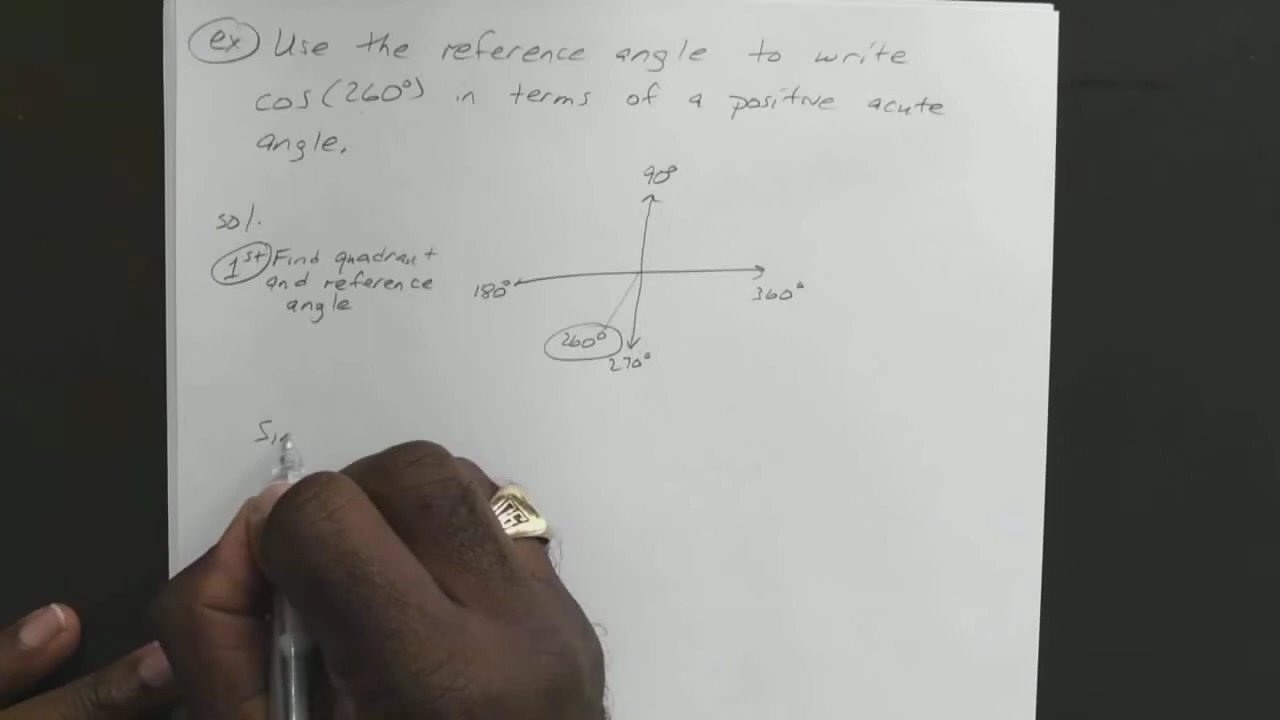 ex Use the reference angle to write
cos(260°) in terms of a positive acute
angle.
90°
sol.
1st Find quadrant
and reference
angle
180°
360°
260°
270°
Sin